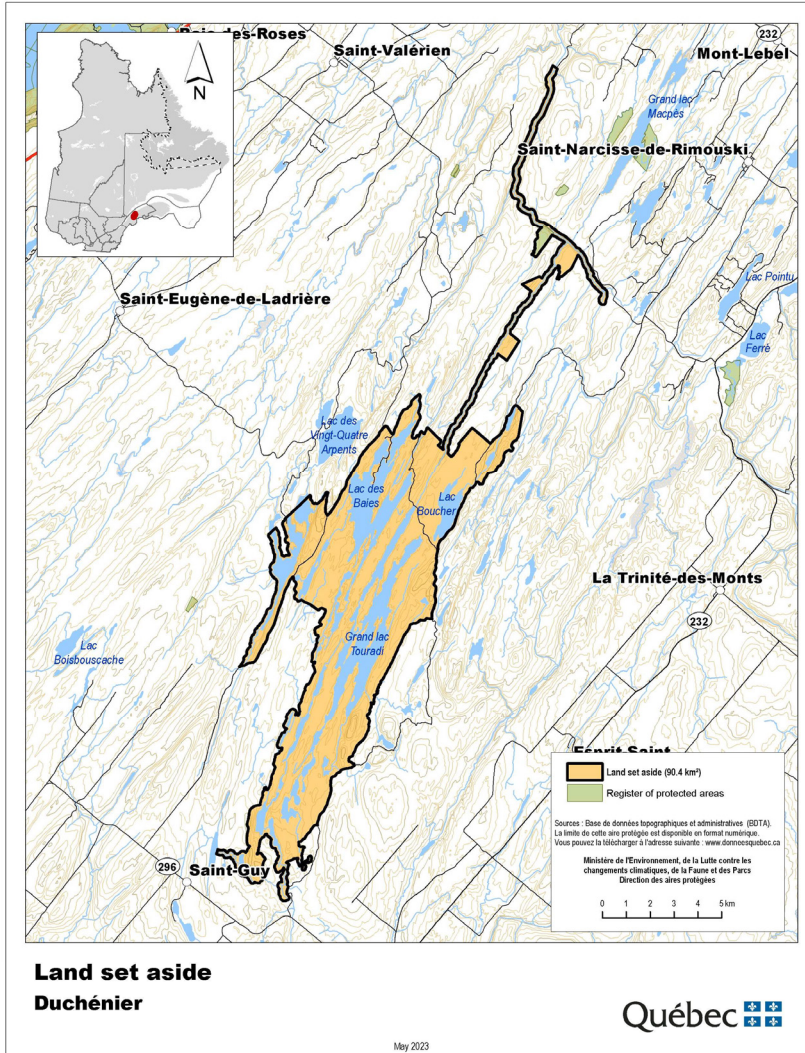 -des-Roses
Saint-Valérien
232
Mont-Lebel
N
Grand lac
Macpès
Saint-Narcisse-de-Rimouski
Lac Pointu
Saint-Eugène-de-Ladrière
Lac
Ferré
Lac des
Vingt-Quatre
Arpents
Lac des
Baies
Lac
Boucher
La Trinité-des-Monts
232
Grand lac
Touradi
Lac
Boisbouscache
Esprit-Saint
Land set aside (90.4 km²)
Register of protected areas
Sources : Base de données topographiques et administratives (BDTA).
La limite de cette aire protégée est disponible en format numérique.
Vous pouvez la télécharger à l'adresse suivante : www.donneesquebec.ca
Ministère de l'Environnement, de la Lutte contre les
changements climatiques, de la Faune et des Parcs
Direction des aires protégées
0 1 2 3 4 5 km
296
Saint-Guy
Land set aside
Duchénier
Québec
May 2023